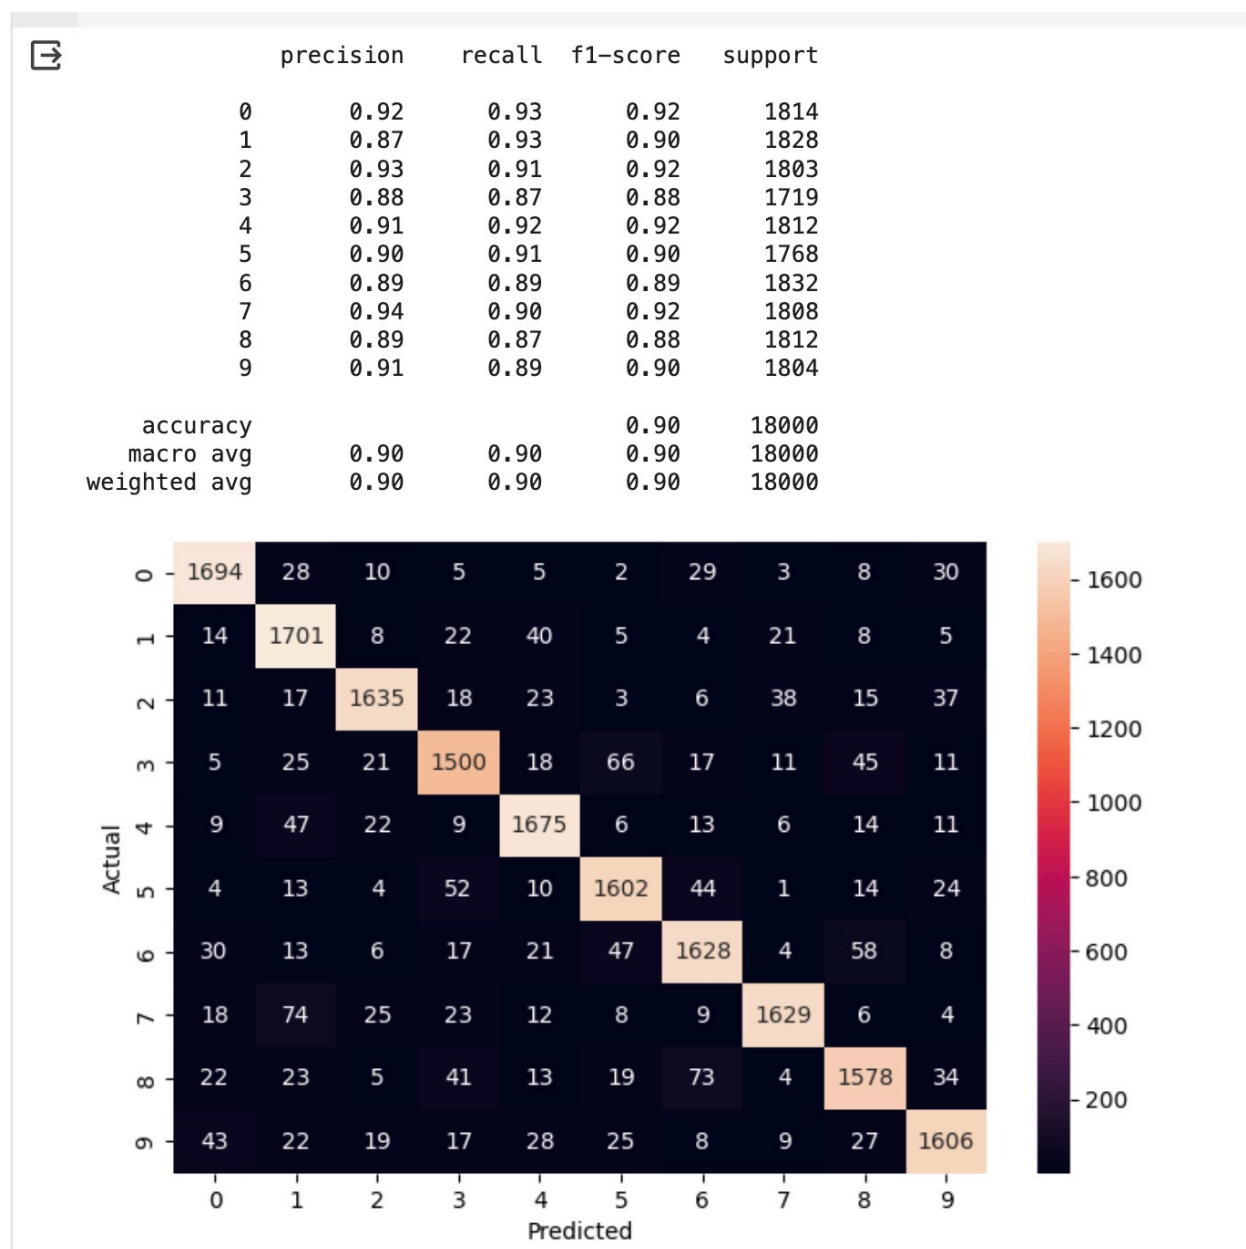 precision recall f1-score support
0 0.92 0.93 0.92 1814
1 0.87 0.93 0.90 1828
2 0.93 0.91 0.92 1803
3 0.88 0.87 0.88 1719
4 0.91 0.92 0.92 1812
5 0.90 0.91 0.90 1768
6 0.89 0.89 0.89 1832
7 0.94 0.90 0.92 1808
8 0.89 0.87 0.88 1812
9 0.91 0.89 0.90 1804
accuracy 0.90 18000
macro avg 0.90 0.90 0.90 18000
weighted avg 0.90 0.90 0.90 18000
0 1694 28 10 5 5 2 29 3 8 30
1 14 1701 8 22 40 5 4 21 8 5
2 11 17 1635 18 23 3 6 38 15 37
3 5 25 21 1500 18 66 17 11 45 11
4 9 47 22 9 1675 6 13 6 14 11
5 4 13 4 52 10 1602 44 1 14 24
6 30 13 6 17 21 47 1628 4 58 8
7 18 74 25 23 12 8 9 1629 6 4
8 22 23 5 41 13 19 73 4 1578 34
9 43 22 19 17 28 25 8 9 27 1606
0 1 2 3 4 5 6 7 8 9
Predicted
Actual
1600
1400
1200
1000
800
600
400
200